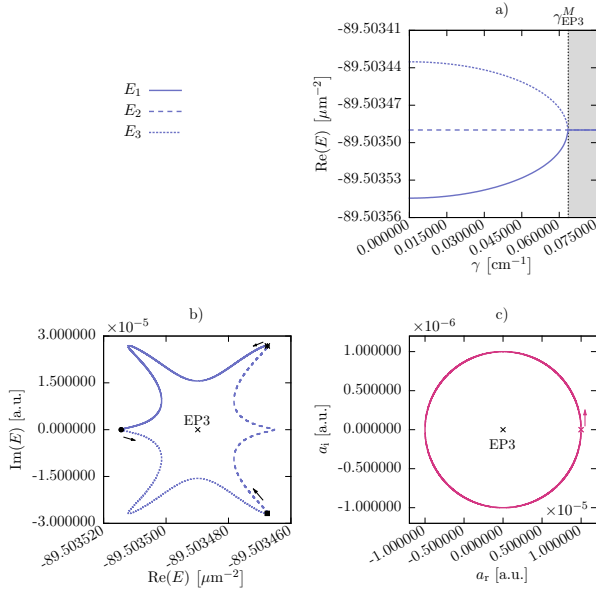 a)
γ_EP3^M
E₁
E₂
E₃
Re(E) [μm⁻²]
-89.50341
-89.50344
-89.50347
-89.50350
-89.50353
-89.50356
0.000000
0.015000
0.030000
0.045000
0.060000
0.075000
γ [cm⁻¹]
b)
×10⁻⁵
Im(E) [a.u.]
3.000000
1.500000
0.000000
-1.500000
-3.000000
EP3
-89.503520
-89.503500
-89.503480
-89.503460
Re(E) [μm⁻²]
c)
×10⁻⁶
a_i [a.u.]
1.000000
0.500000
0.000000
-0.500000
-1.000000
EP3
×10⁻⁵
-1.000000
-0.500000
0.000000
0.500000
1.000000
a_r [a.u.]